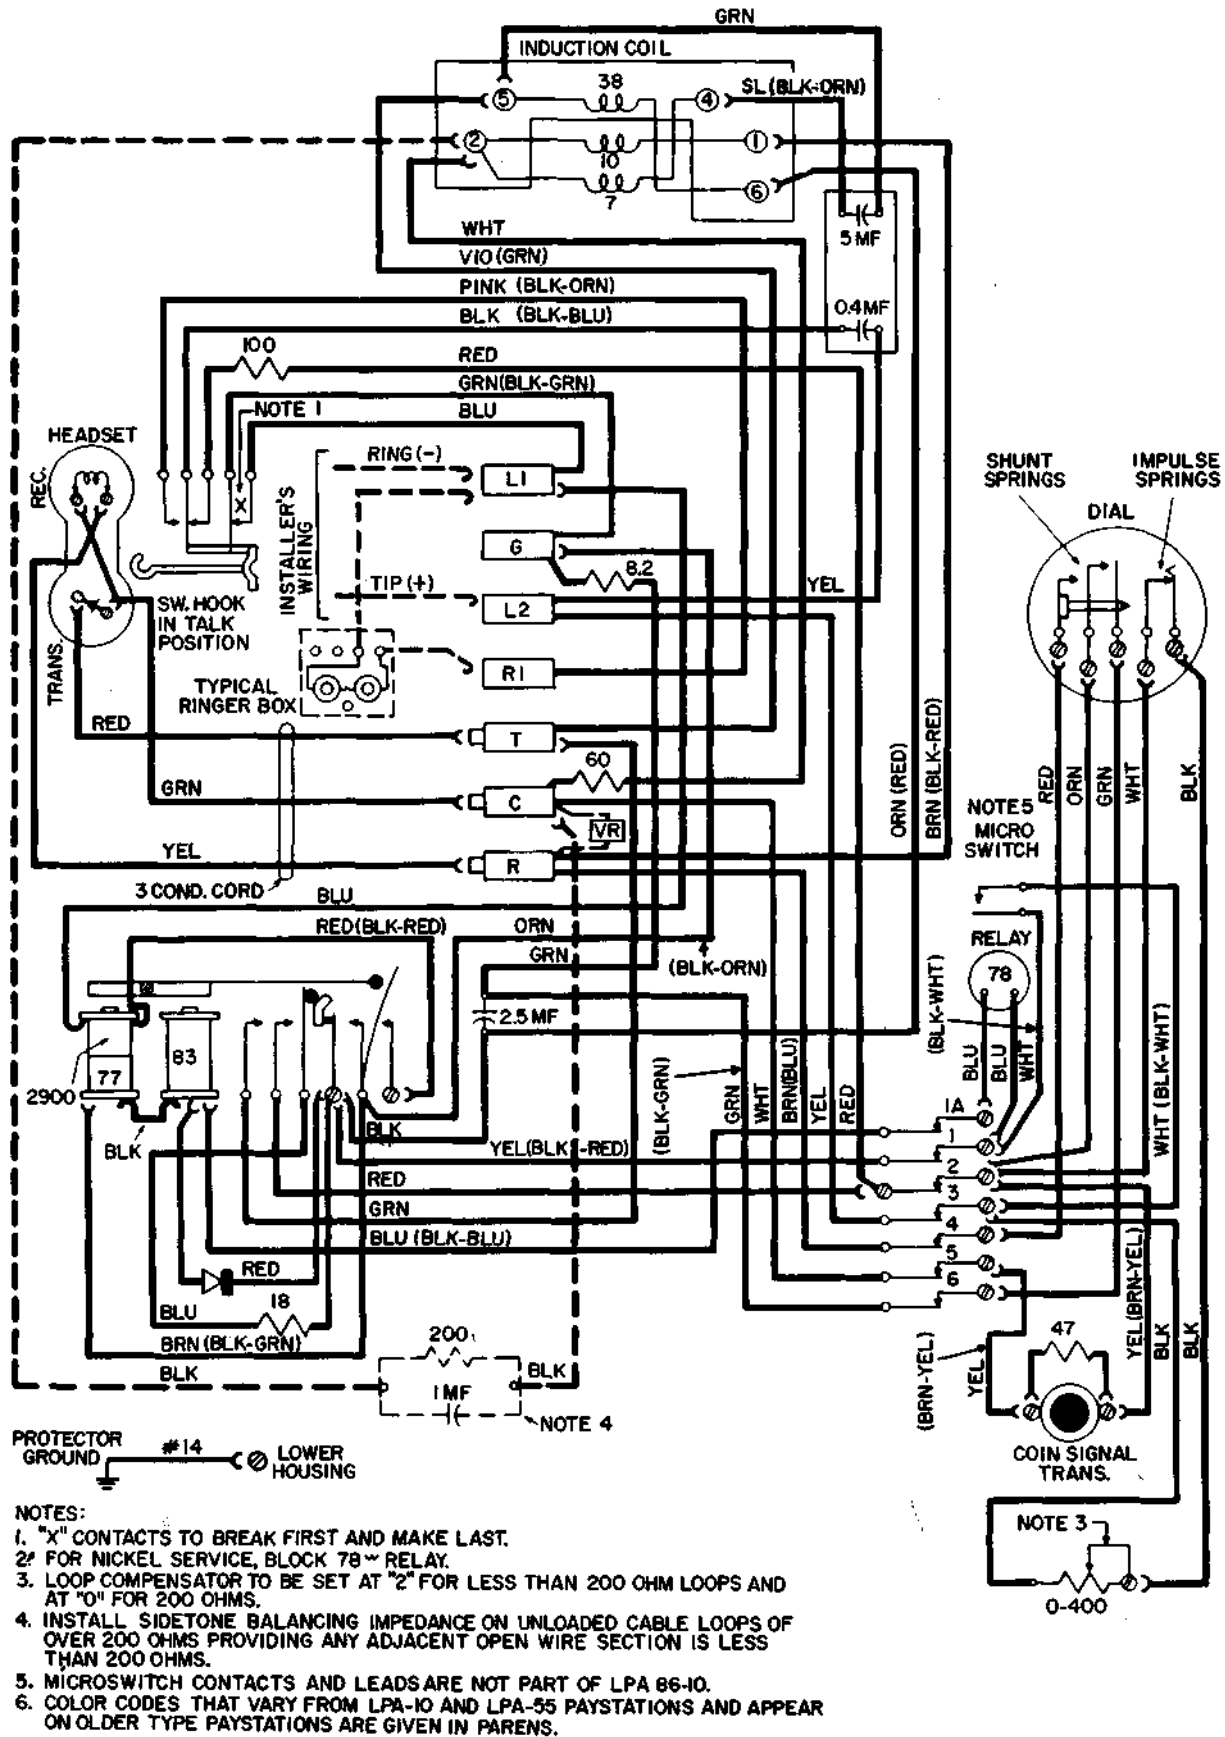 GRN
INDUCTION COIL
38
5
4
SL (BLK-ORN)
2
10
1
7
6
WHT
5 MF
VIO (GRN)
PINK (BLK-ORN)
0.4 MF
BLK (BLK-BLU)
100
RED
GRN(BLK-GRN)
NOTE 1
BLU
HEADSET
RING (-)
REC.
L1
X
INSTALLER'S
WIRING
SHUNT
SPRINGS
IMPULSE
SPRINGS
DIAL
G
8.2
YEL
TIP (+)
L2
SW. HOOK
IN TALK
POSITION
TRANS.
R1
TYPICAL
RINGER BOX
RED
T
60
GRN
C
VR
YEL
R
ORN (RED)
BRN (BLK-RED)
RED
ORN
GRN
WHT
BLK
NOTE 5
MICRO
SWITCH
3 COND. CORD
BLU
RED(BLK-RED)
ORN
GRN
(BLK-ORN)
RELAY
78
(BLK-WHT)
2.5 MF
83
77
2900
BLK
BLK
(BLK-GRN)
GRN
WHT
BRN(BLU)
YEL
RED
BLU
BLU
WHT
WHT (BLK-WHT)
1A
1
2
3
4
5
6
YEL(BLK-RED)
RED
GRN
BLU (BLK-BLU)
RED
BLU
18
BRN (BLK-GRN)
BLK
200
1 MF
BLK
NOTE 4
(BRN-YEL)
YEL
47
YEL(BRN-YEL)
BLK
BLK
COIN SIGNAL
TRANS.
PROTECTOR
GROUND
#14
LOWER
HOUSING
NOTE 3
0-400
NOTES:
1. "X" CONTACTS TO BREAK FIRST AND MAKE LAST.
2. FOR NICKEL SERVICE, BLOCK 78~ RELAY.
3. LOOP COMPENSATOR TO BE SET AT "2" FOR LESS THAN 200 OHM LOOPS AND
AT "0" FOR 200 OHMS.
4. INSTALL SIDETONE BALANCING IMPEDANCE ON UNLOADED CABLE LOOPS OF
OVER 200 OHMS PROVIDING ANY ADJACENT OPEN WIRE SECTION IS LESS
THAN 200 OHMS.
5. MICROSWITCH CONTACTS AND LEADS ARE NOT PART OF LPA 86-10.
6. COLOR CODES THAT VARY FROM LPA-10 AND LPA-55 PAYSTATIONS AND APPEAR
ON OLDER TYPE PAYSTATIONS ARE GIVEN IN PARENS.